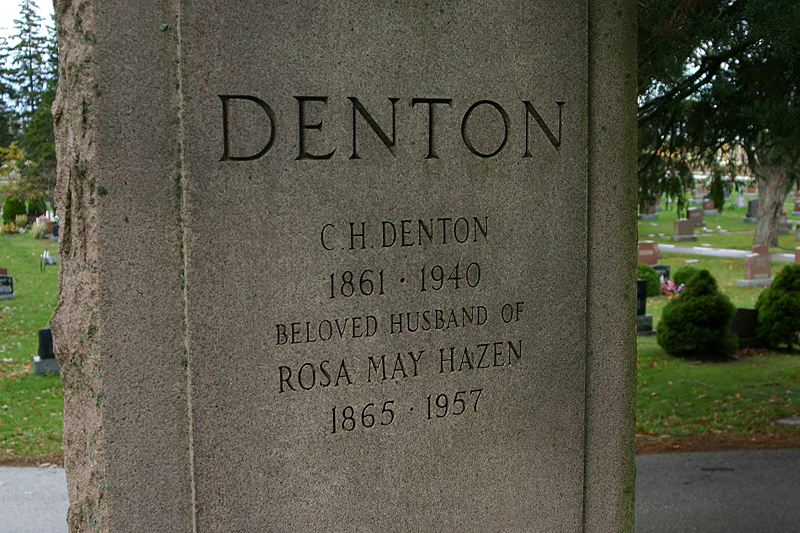 DENTON
C. H. DENTON
1861 · 1940
BELOVED HUSBAND OF
ROSA MAY HAZEN
1865 · 1957